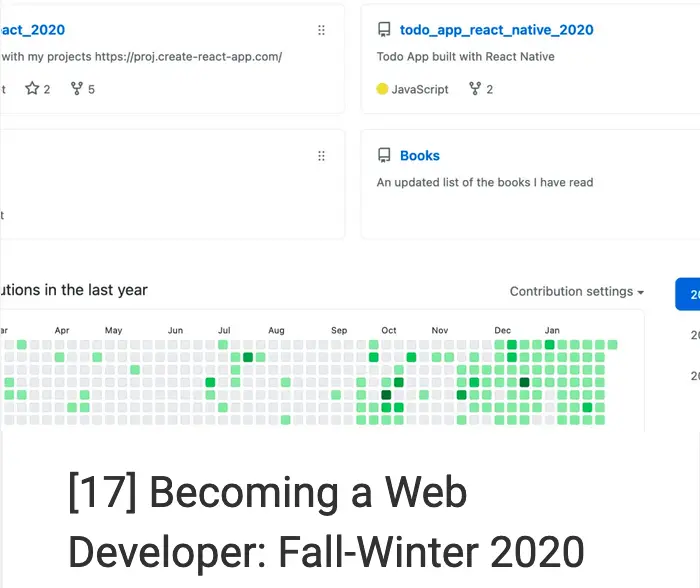 act_2020
todo_app_react_native_2020
with my projects https://proj.create-react-app.com/
Todo App built with React Native
t 2 5
JavaScript 2
Books
An updated list of the books I have read
t
utions in the last year
Contribution settings
20
ar Apr May Jun Jul Aug Sep Oct Nov Dec Jan
20
20
[17] Becoming a Web
Developer: Fall-Winter 2020